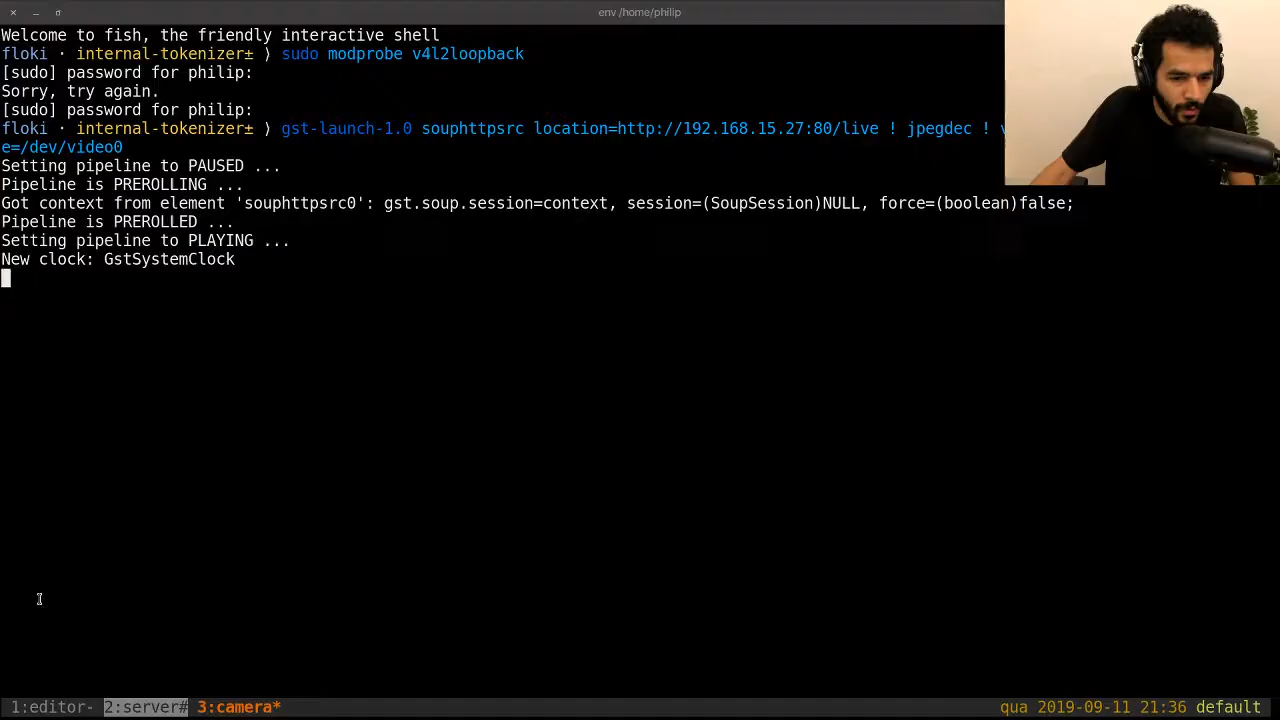 env /home/philip
Welcome to fish, the friendly interactive shell
floki · internal-tokenizer± ⟩ sudo modprobe v4l2loopback
[sudo] password for philip:
Sorry, try again.
[sudo] password for philip:
floki · internal-tokenizer± ⟩ gst-launch-1.0 souphttpsrc location=http://192.168.15.27:80/live ! jpegdec !
e=/dev/video0
Setting pipeline to PAUSED ...
Pipeline is PREROLLING ...
Got context from element 'souphttpsrc0': gst.soup.session=context, session=(SoupSession)NULL, force=(boolean)false;
Pipeline is PREROLLED ...
Setting pipeline to PLAYING ...
New clock: GstSystemClock
1:editor- 2:server# 3:camera* qua 2019-09-11 21:36 default